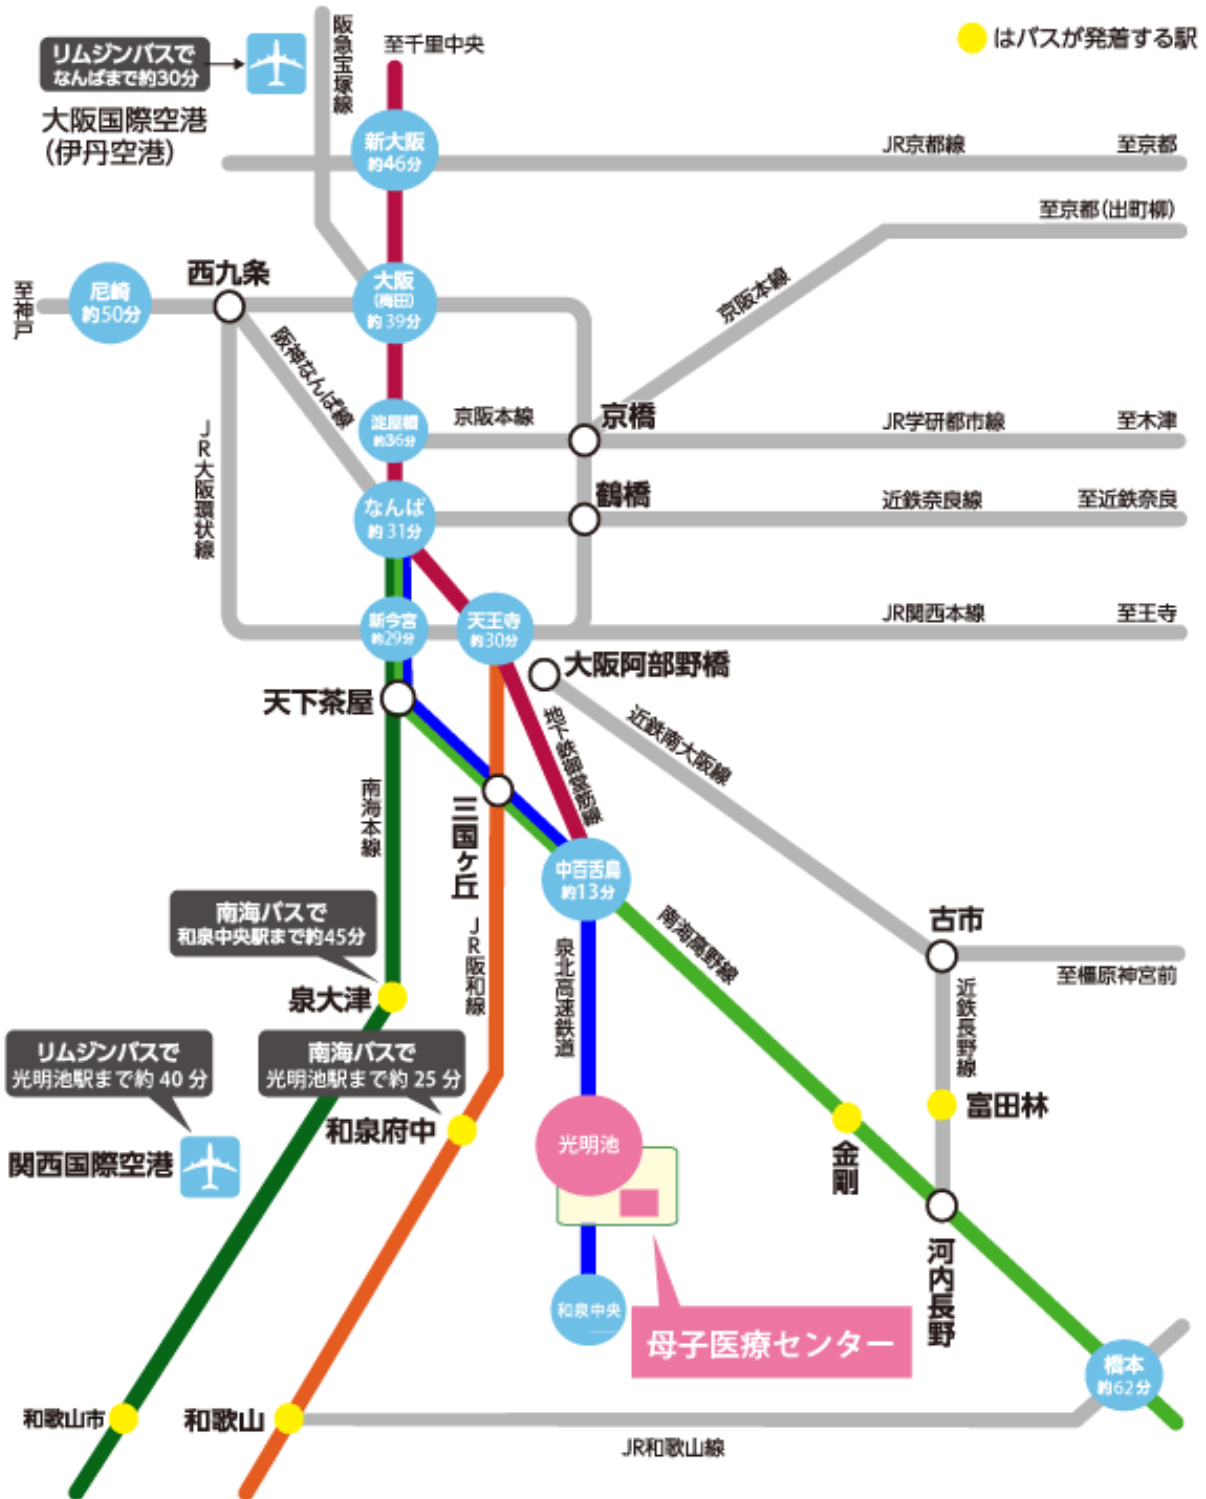 リムジンバスで
なんばまで約30分
大阪国際空港
(伊丹空港)
阪急宝塚線
至千里中央
はバスが発着する駅
新大阪
約46分
JR京都線
至京都
至京都(出町柳)
至神戸
尼崎
約50分
西九条
大阪
(梅田)
約39分
京阪本線
阪神なんば線
JR大阪環状線
淀屋橋
約36分
京阪本線
京橋
JR学研都市線
至木津
なんば
約31分
鶴橋
近鉄奈良線
至近鉄奈良
新今宮
約29分
天王寺
約30分
JR関西本線
至王寺
天下茶屋
大阪阿部野橋
地下鉄御堂筋線
近鉄南大阪線
南海本線
三国ヶ丘
中百舌鳥
約13分
南海バスで
和泉中央駅まで約45分
泉大津
JR阪和線
泉北高速鉄道
南海高野線
古市
至橿原神宮前
近鉄長野線
リムジンバスで
光明池駅まで約40分
関西国際空港
南海バスで
光明池駅まで約25分
和泉府中
光明池
金剛
富田林
河内長野
和泉中央
母子医療センター
橋本
約62分
和歌山市
和歌山
JR和歌山線